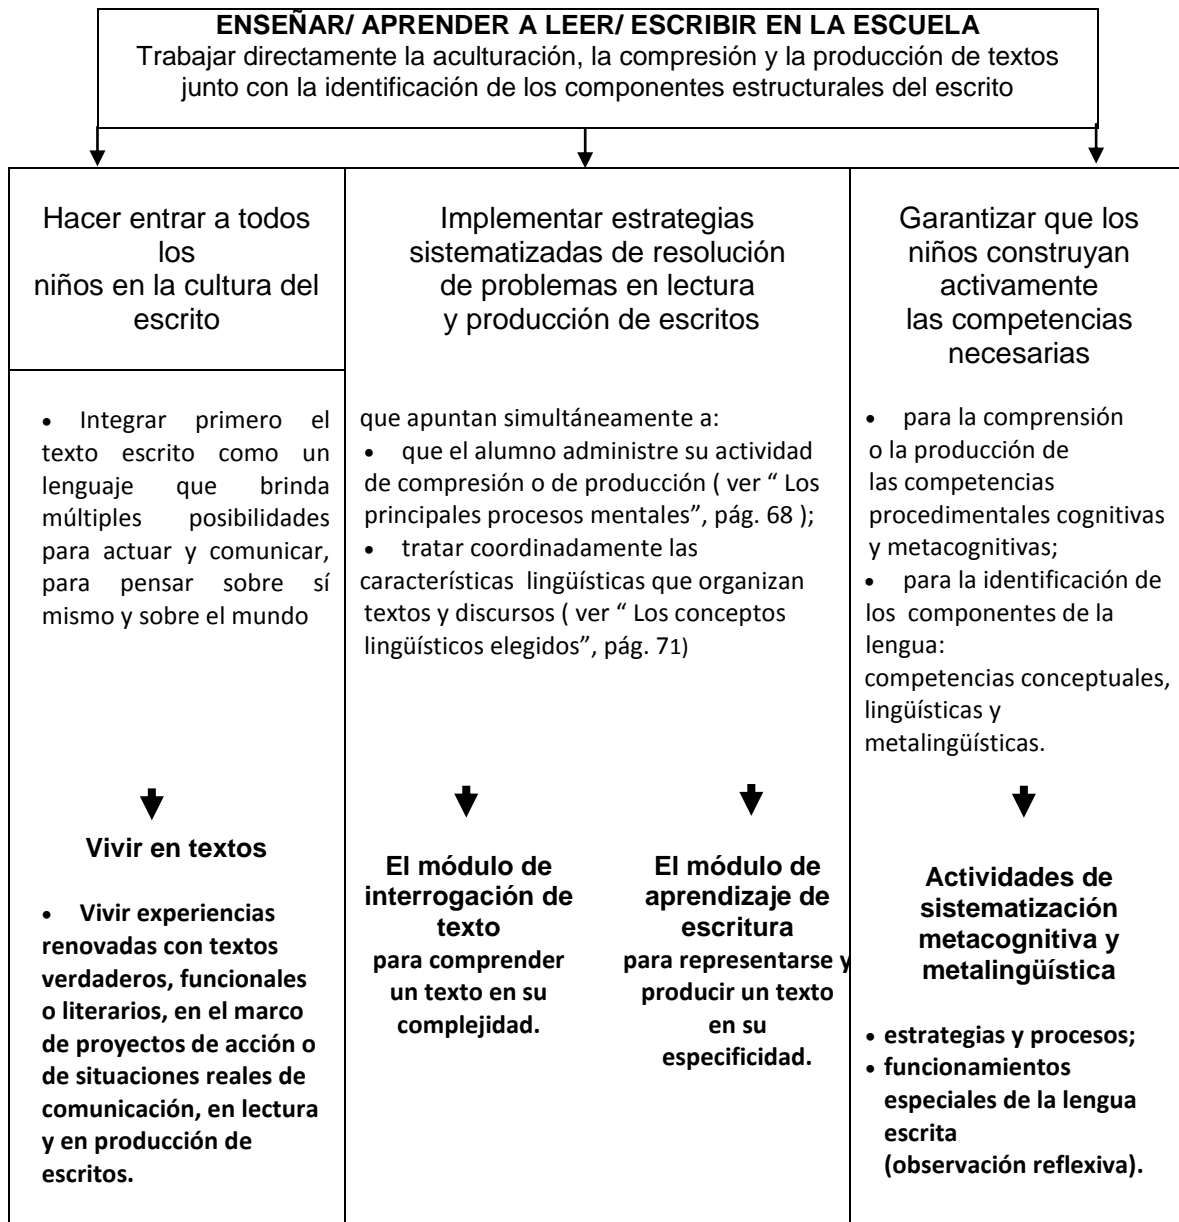 ENSEÑAR/ APRENDER A LEER/ ESCRIBIR EN LA ESCUELA
Trabajar directamente la aculturación, la compresión y la producción de textos
junto con la identificación de los componentes estructurales del escrito
Hacer entrar a todos
los
niños en la cultura del
escrito
• Integrar primero el
texto escrito como un
lenguaje que brinda
múltiples posibilidades
para actuar y comunicar,
para pensar sobre sí
mismo y sobre el mundo
Vivir en textos
• Vivir experiencias
renovadas con textos
verdaderos, funcionales
o literarios, en el marco
de proyectos de acción o
de situaciones reales de
comunicación, en lectura
y en producción de
escritos.
Implementar estrategias
sistematizadas de resolución
de problemas en lectura
y producción de escritos
que apuntan simultáneamente a:
• que el alumno administre su actividad
de compresión o de producción ( ver “ Los
principales procesos mentales”, pág. 68 );
• tratar coordinadamente las
características lingüísticas que organizan
textos y discursos ( ver “ Los conceptos
lingüísticos elegidos”, pág. 71)
El módulo de
interrogación de
texto
para comprender
un texto en su
complejidad.
El módulo de
aprendizaje de
escritura
para representarse y
producir un texto
en su
especificidad.
Garantizar que los
niños construyan
activamente
las competencias
necesarias
• para la comprensión
o la producción de
las competencias
procedimentales cognitivas
y metacognitivas;
• para la identificación de
los componentes de la
lengua:
competencias conceptuales,
lingüísticas y
metalingüísticas.
Actividades de
sistematización
metacognitiva y
metalingüística
• estrategias y procesos;
• funcionamientos
especiales de la lengua
escrita
(observación reflexiva).